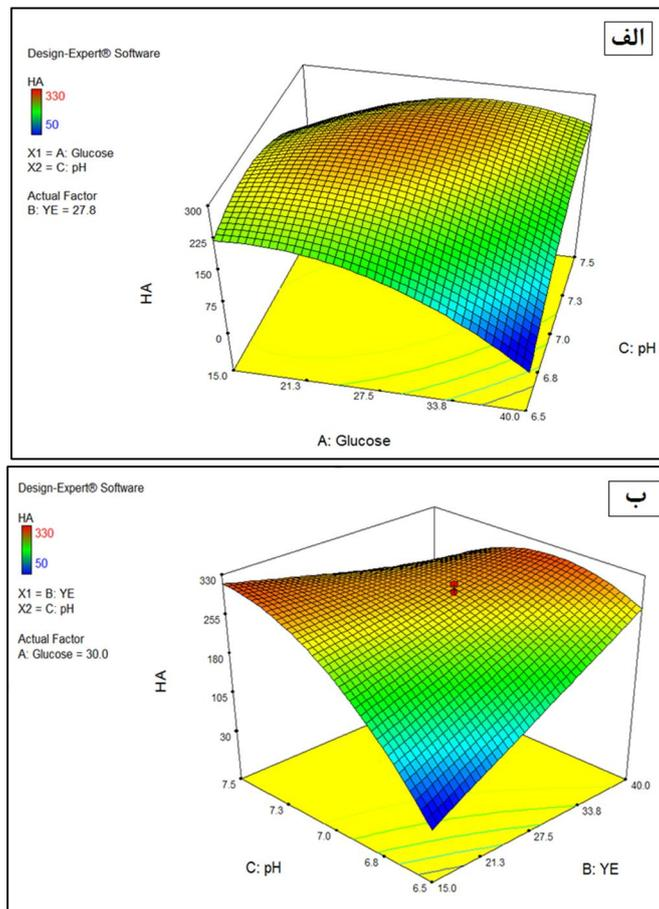 الف
Design-Expert® Software
HA
330
50
X1 = A: Glucose
X2 = C: pH
Actual Factor
B: YE = 27.8
300
225
150
75
0
HA
15.0
21.3
27.5
33.8
40.0
A: Glucose
6.5
6.8
7.0
7.3
7.5
C: pH
ب
Design-Expert® Software
HA
330
50
X1 = B: YE
X2 = C: pH
Actual Factor
A: Glucose = 30.0
330
255
180
105
30
HA
7.5
7.3
7.0
6.8
6.5
C: pH
15.0
21.3
27.5
33.8
40.0
B: YE